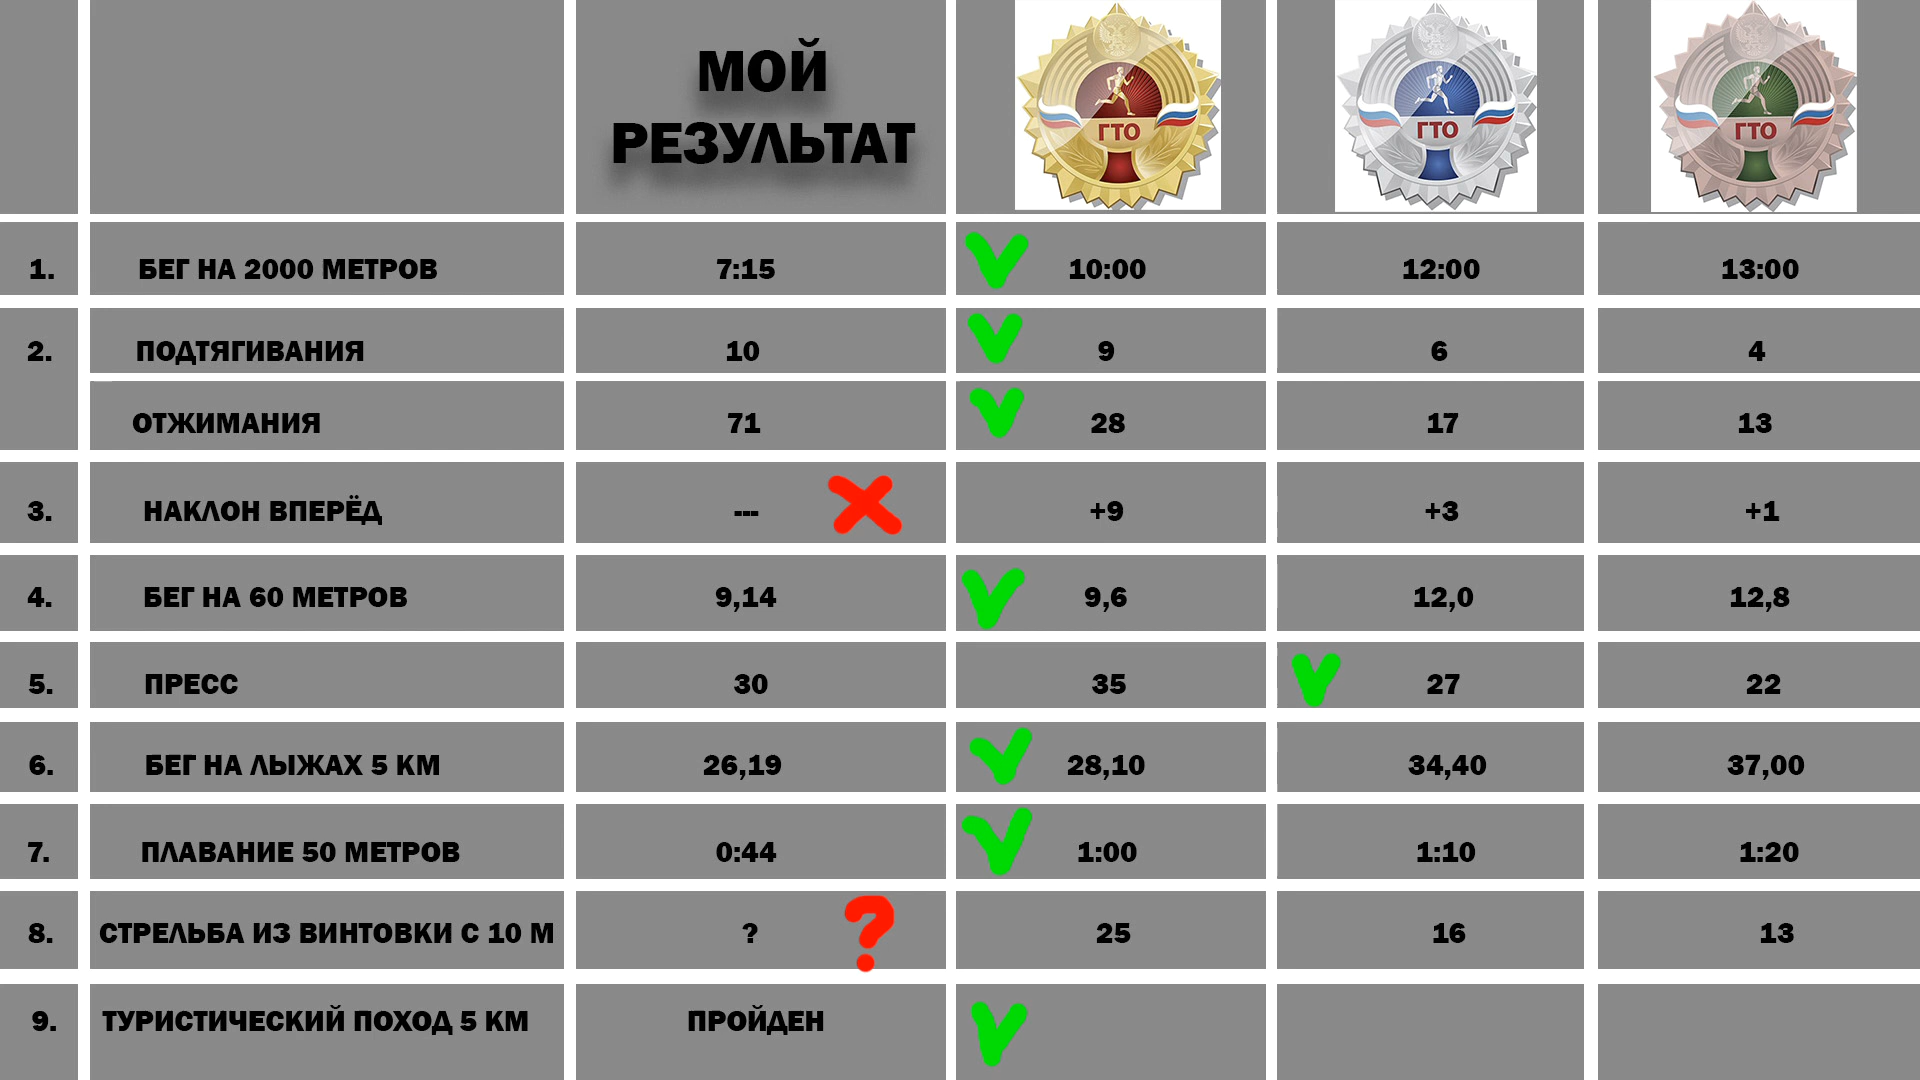 МОЙ
РЕЗУЛЬТАТ
ГТО
ГТО
ГТО
1. БЕГ НА 2000 МЕТРОВ 7:15 10:00 12:00 13:00
2. ПОДТЯГИВАНИЯ 10 9 6 4
ОТЖИМАНИЯ 71 28 17 13
3. НАКЛОН ВПЕРЁД --- +9 +3 +1
4. БЕГ НА 60 МЕТРОВ 9,14 9,6 12,0 12,8
5. ПРЕСС 30 35 27 22
6. БЕГ НА ЛЫЖАХ 5 КМ 26,19 28,10 34,40 37,00
7. ПЛАВАНИЕ 50 МЕТРОВ 0:44 1:00 1:10 1:20
8. СТРЕЛЬБА ИЗ ВИНТОВКИ С 10 М ? ? 25 16 13
9. ТУРИСТИЧЕСКИЙ ПОХОД 5 КМ ПРОЙДЕН